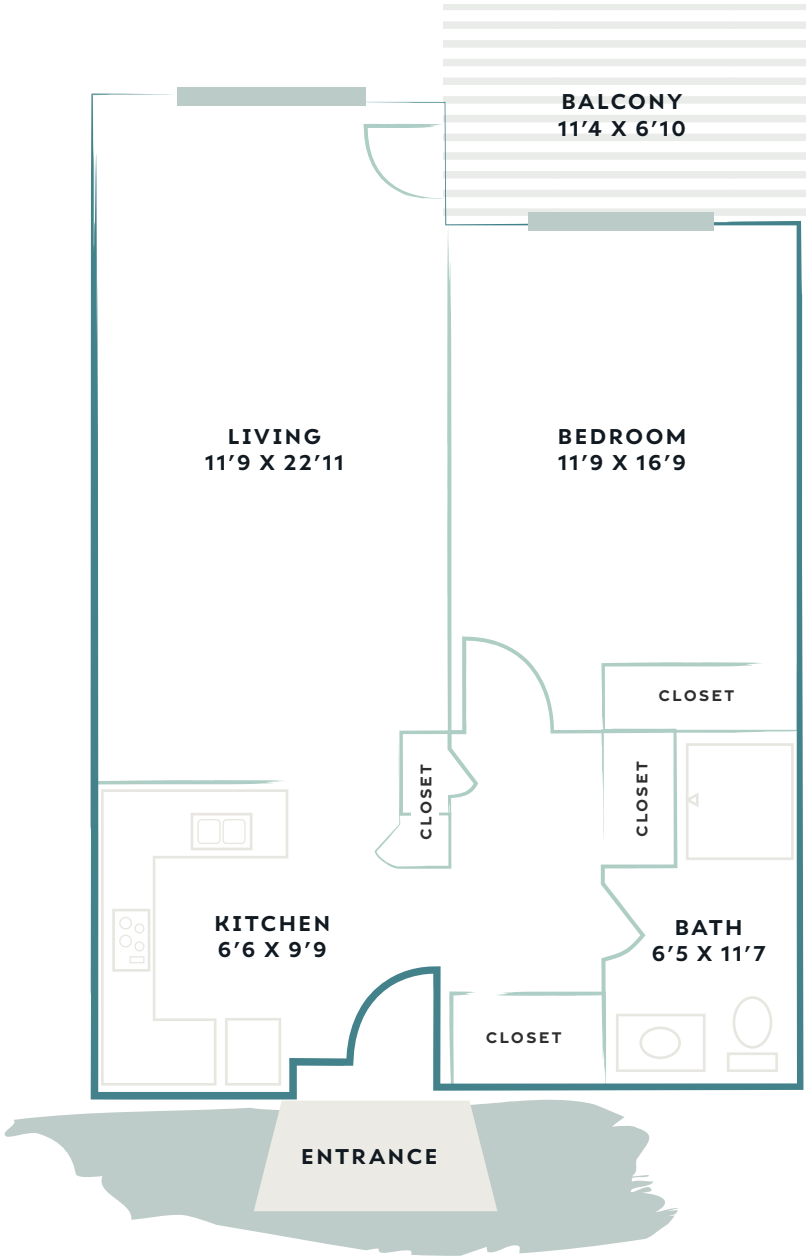 BALCONY
11’4 X 6’10
LIVING
11’9 X 22’11
BEDROOM
11’9 X 16’9
CLOSET
CLOSET
CLOSET
KITCHEN
6’6 X 9’9
BATH
6’5 X 11’7
CLOSET
ENTRANCE